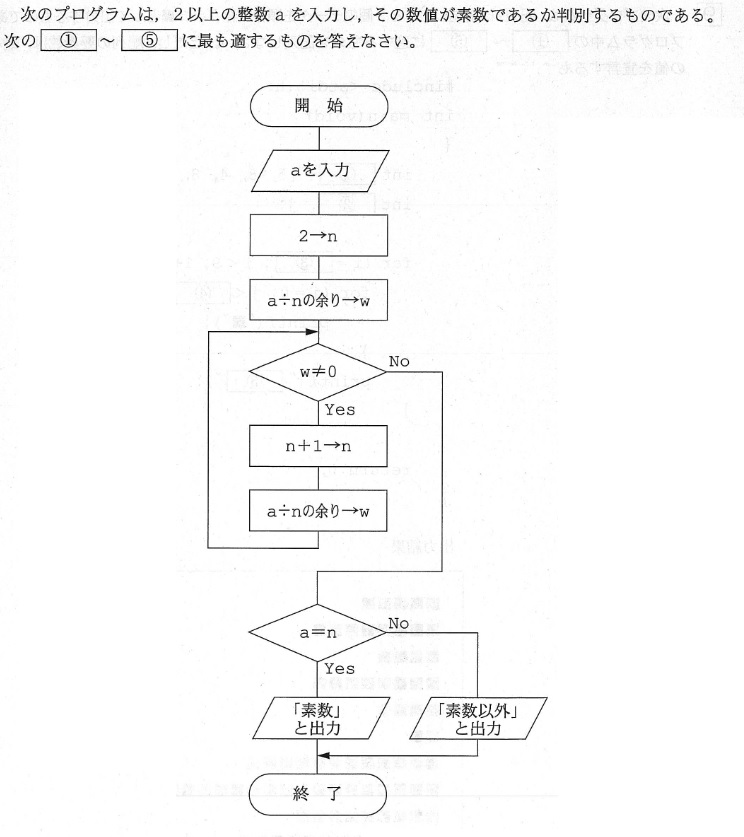 次のプログラムは，2以上の整数aを入力し，その数値が素数であるか判別するものである。
次の ① ～ ⑤ に最も適するものを答えなさい。
開 始
aを入力
2→n
a÷nの余り→w
w≠0
No
Yes
n+1→n
a÷nの余り→w
a=n
No
Yes
「素数」
と出力
「素数以外」
と出力
終 了